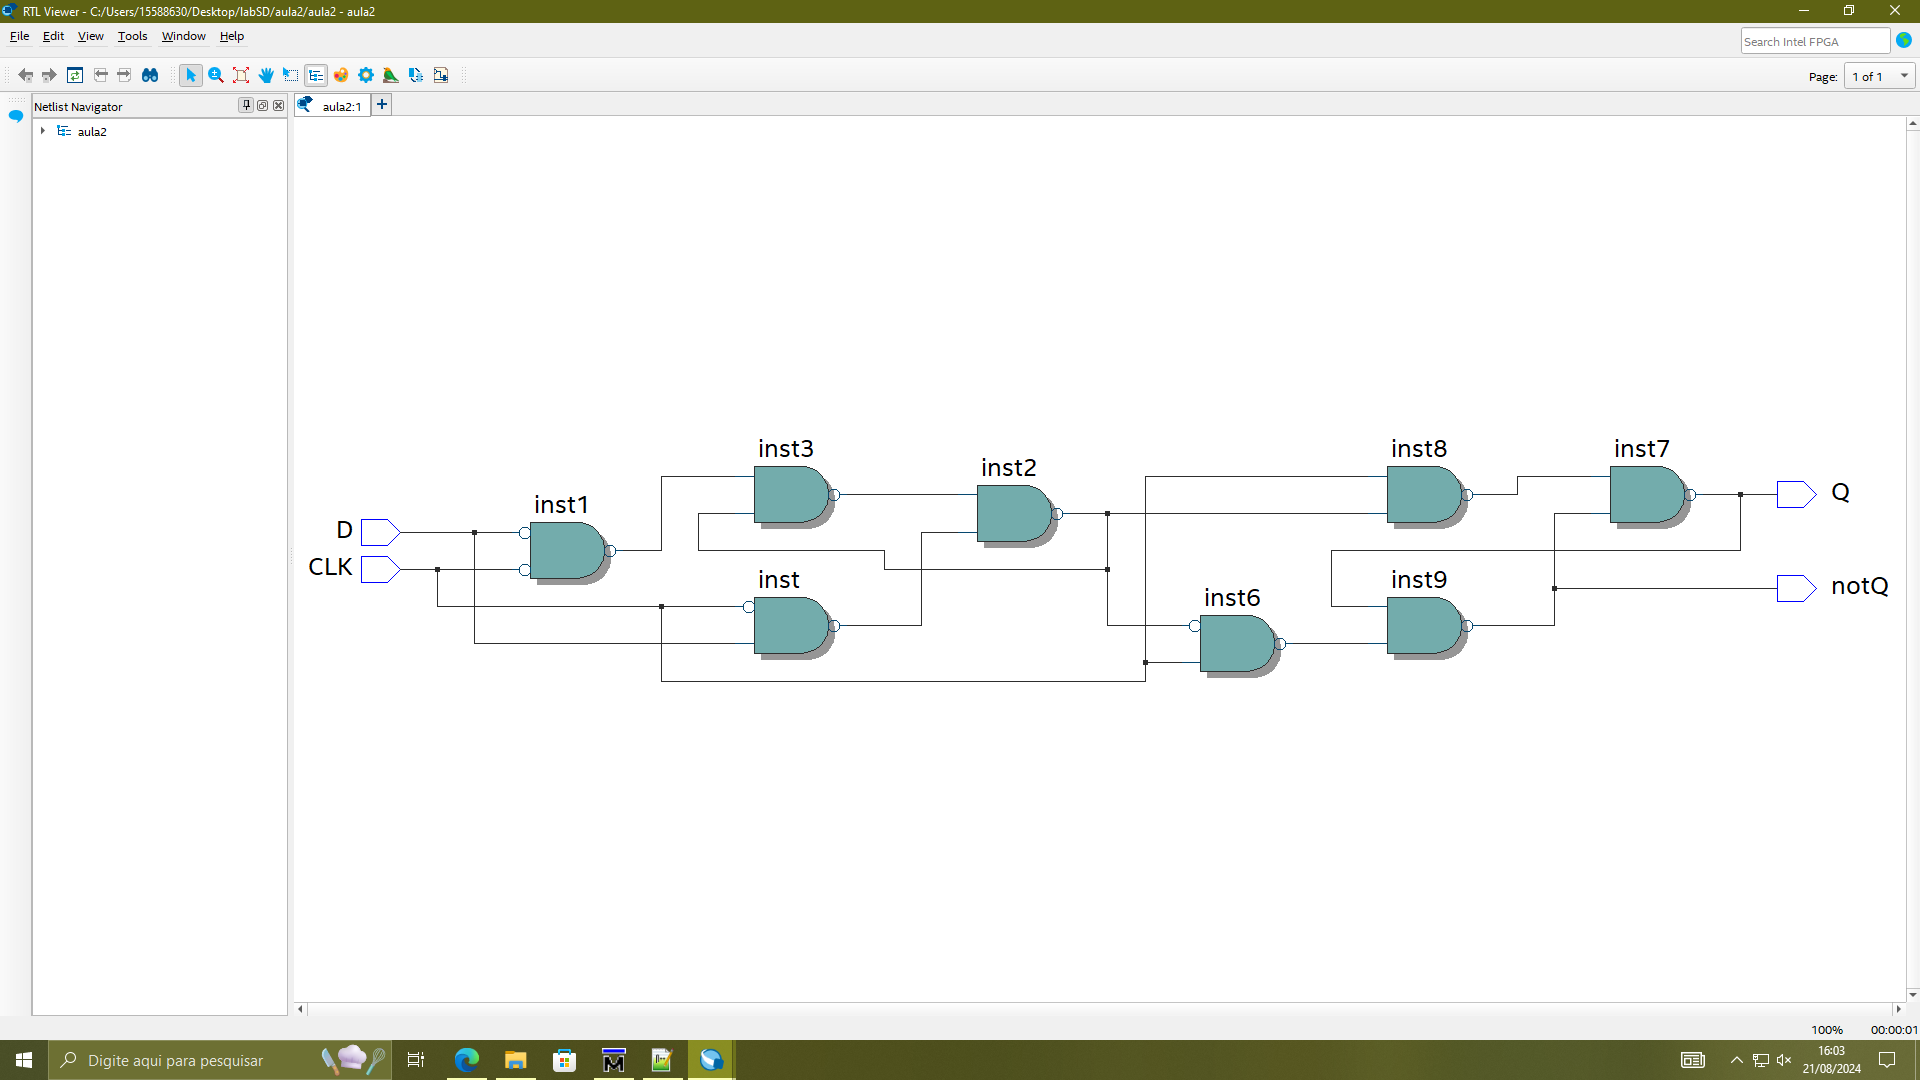 RTL Viewer - C:/Users/15588630/Desktop/labSD/aula2/aula2 - aula2
File Edit View Tools Window Help
Search Intel FPGA
Page: 1 of 1
Netlist Navigator
aula2:1
aula2
inst3
inst8
inst7
inst2
Q
inst1
D
CLK
inst
inst9
notQ
inst6
100% 00:00:01
Digite aqui para pesquisar
16:03
21/08/2024